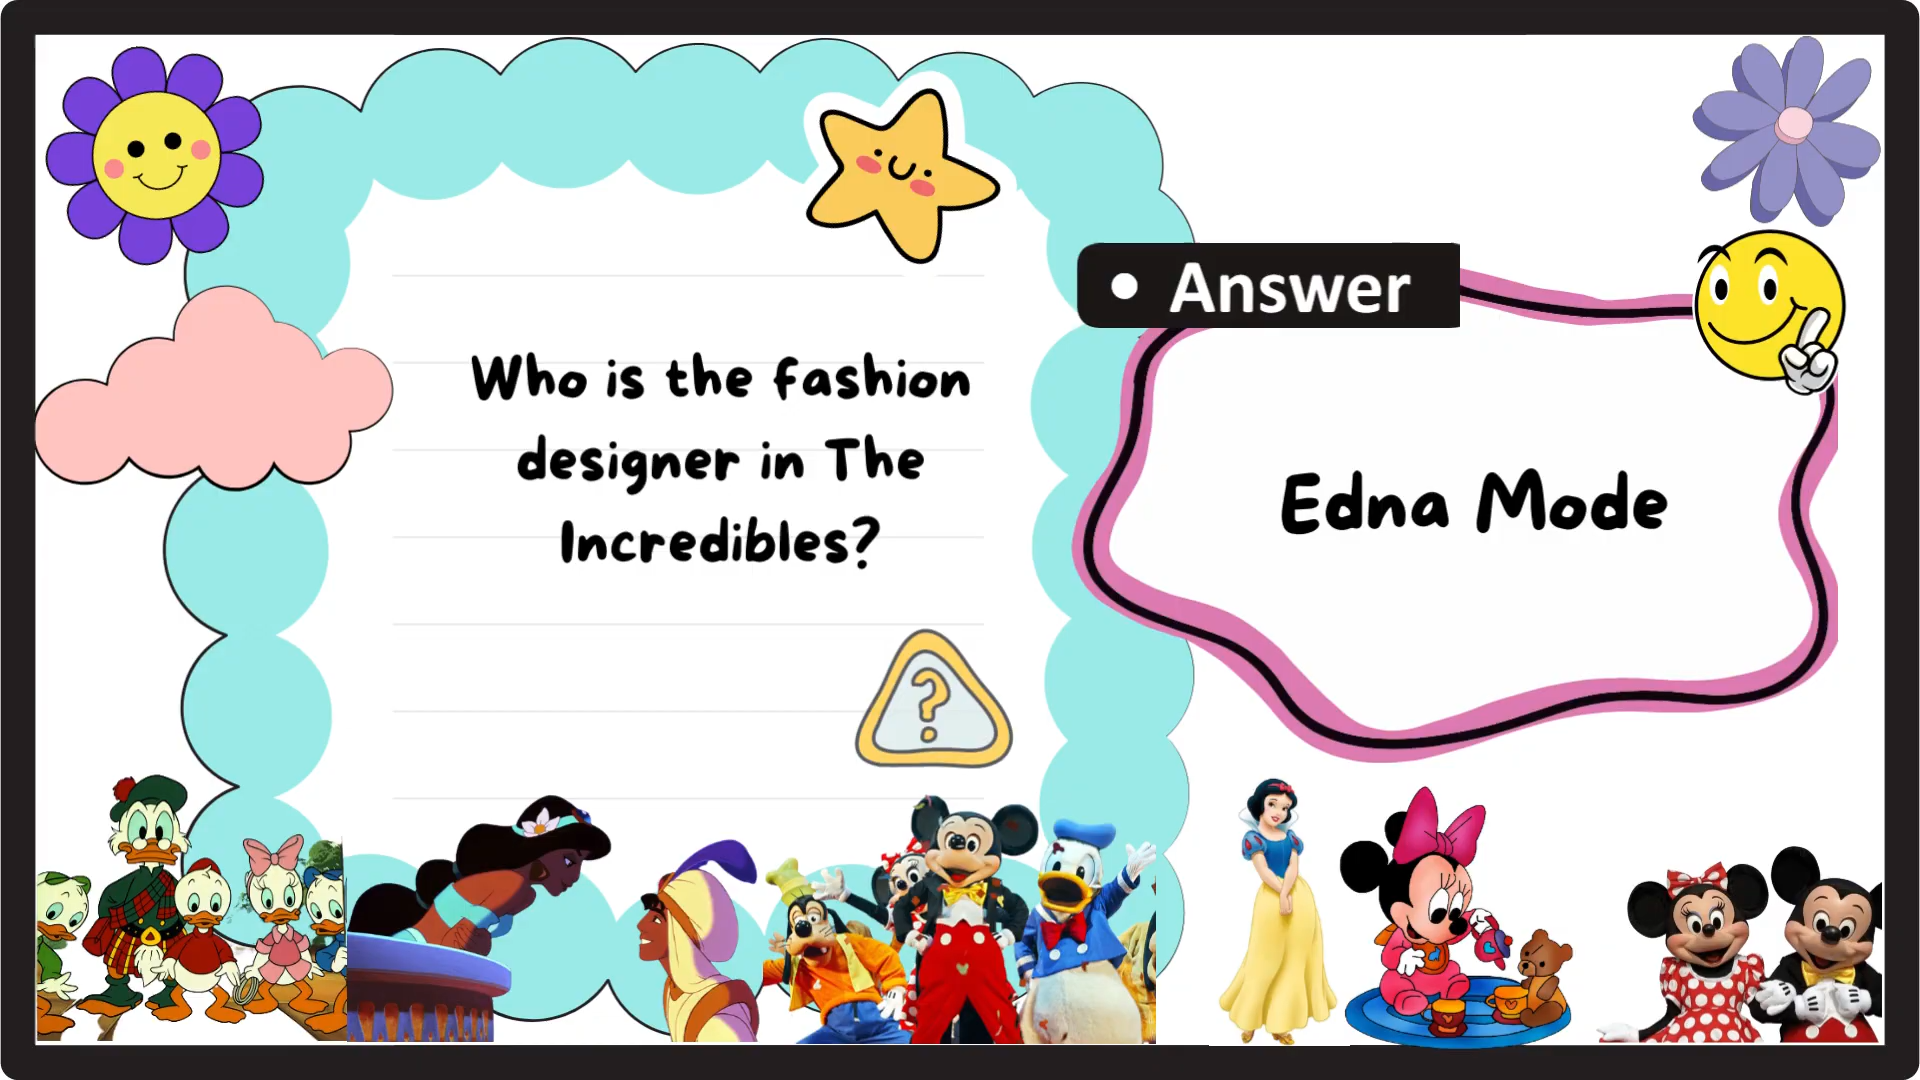 Who is the fashion
designer in The
Incredibles?
?
• Answer
Edna Mode